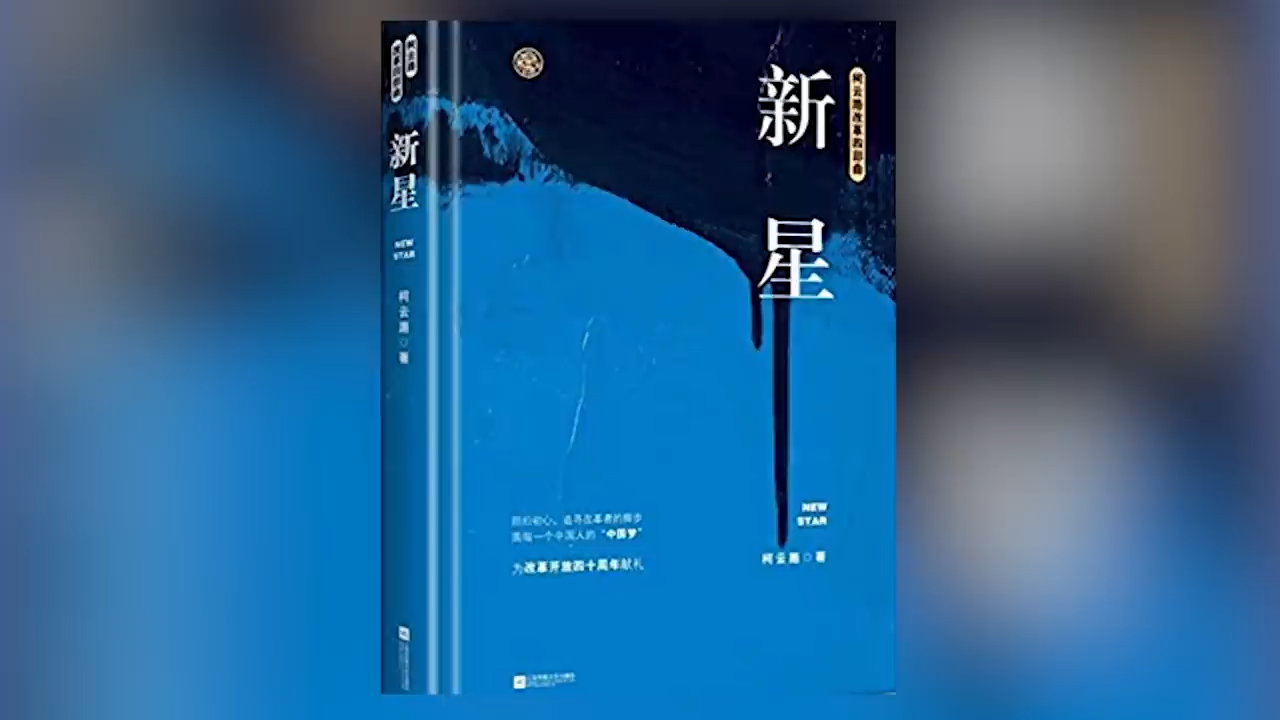 新星
NEW
STAR
柯云路 著
新星
柯云路改革四部曲
NEW
STAR
柯云路 著
照初心,追寻改革者的脚步
圆每一个中国人的“中国梦”
为改革开放四十周年献礼